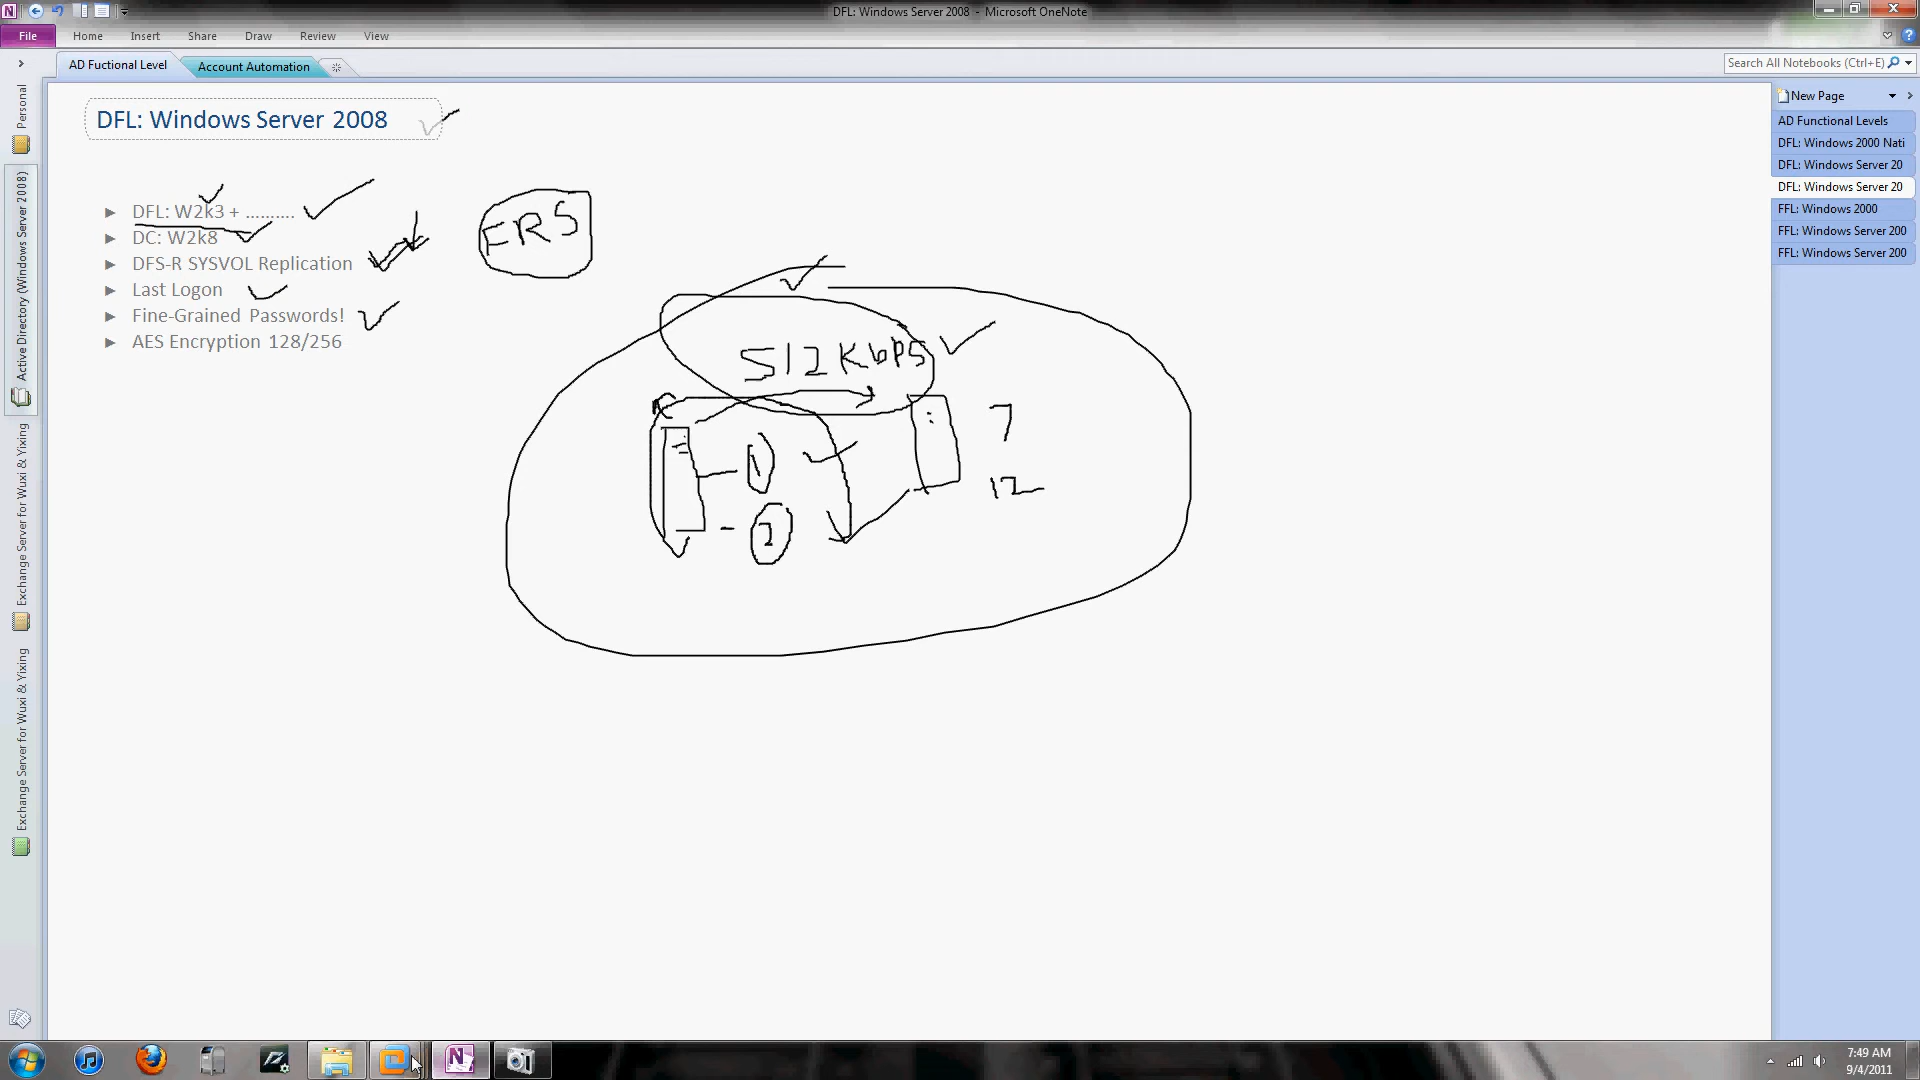 DFL: Windows Server 2008 - Microsoft OneNote
File Home Insert Share Draw Review View
AD Fuctional Level Account Automation
Search All Notebooks (Ctrl+E)
Personal
Active Directory (Windows Server 2008)
Exchange Server for Wuxi & Yixing
Exchange Server for Wuxi & Yixing
DFL: Windows Server 2008
DFL: W2k3 + ..........
DC: W2k8
DFS-R SYSVOL Replication
Last Logon
Fine-Grained Passwords!
AES Encryption 128/256
FRS
512Kbps
1
2
7
12
New Page
AD Functional Levels
DFL: Windows 2000 Nati
DFL: Windows Server 20
DFL: Windows Server 20
FFL: Windows 2000
FFL: Windows Server 200
FFL: Windows Server 200
7:49 AM
9/4/2011